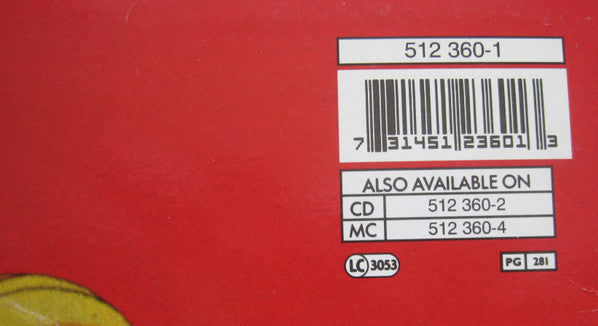 512 360-1
7 31451 23601 3
ALSO AVAILABLE ON
CD 512 360-2
MC 512 360-4
LC 3053 PG 281